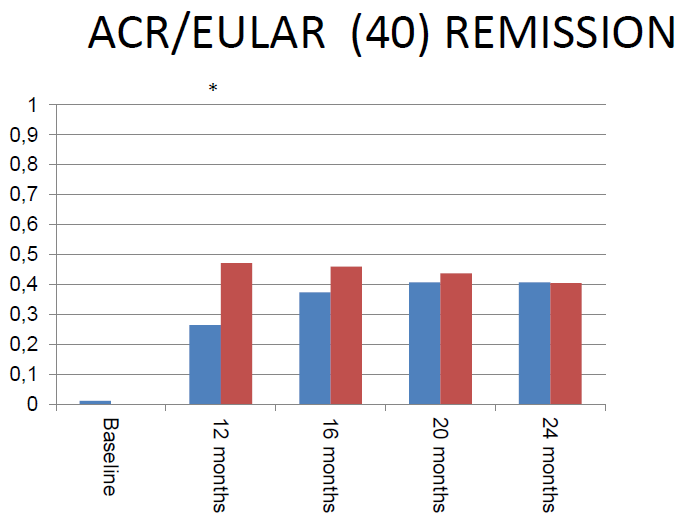 ACR/EULAR (40) REMISSION
*
1
0,9
0,8
0,7
0,6
0,5
0,4
0,3
0,2
0,1
0
Baseline
12 months
16 months
20 months
24 months